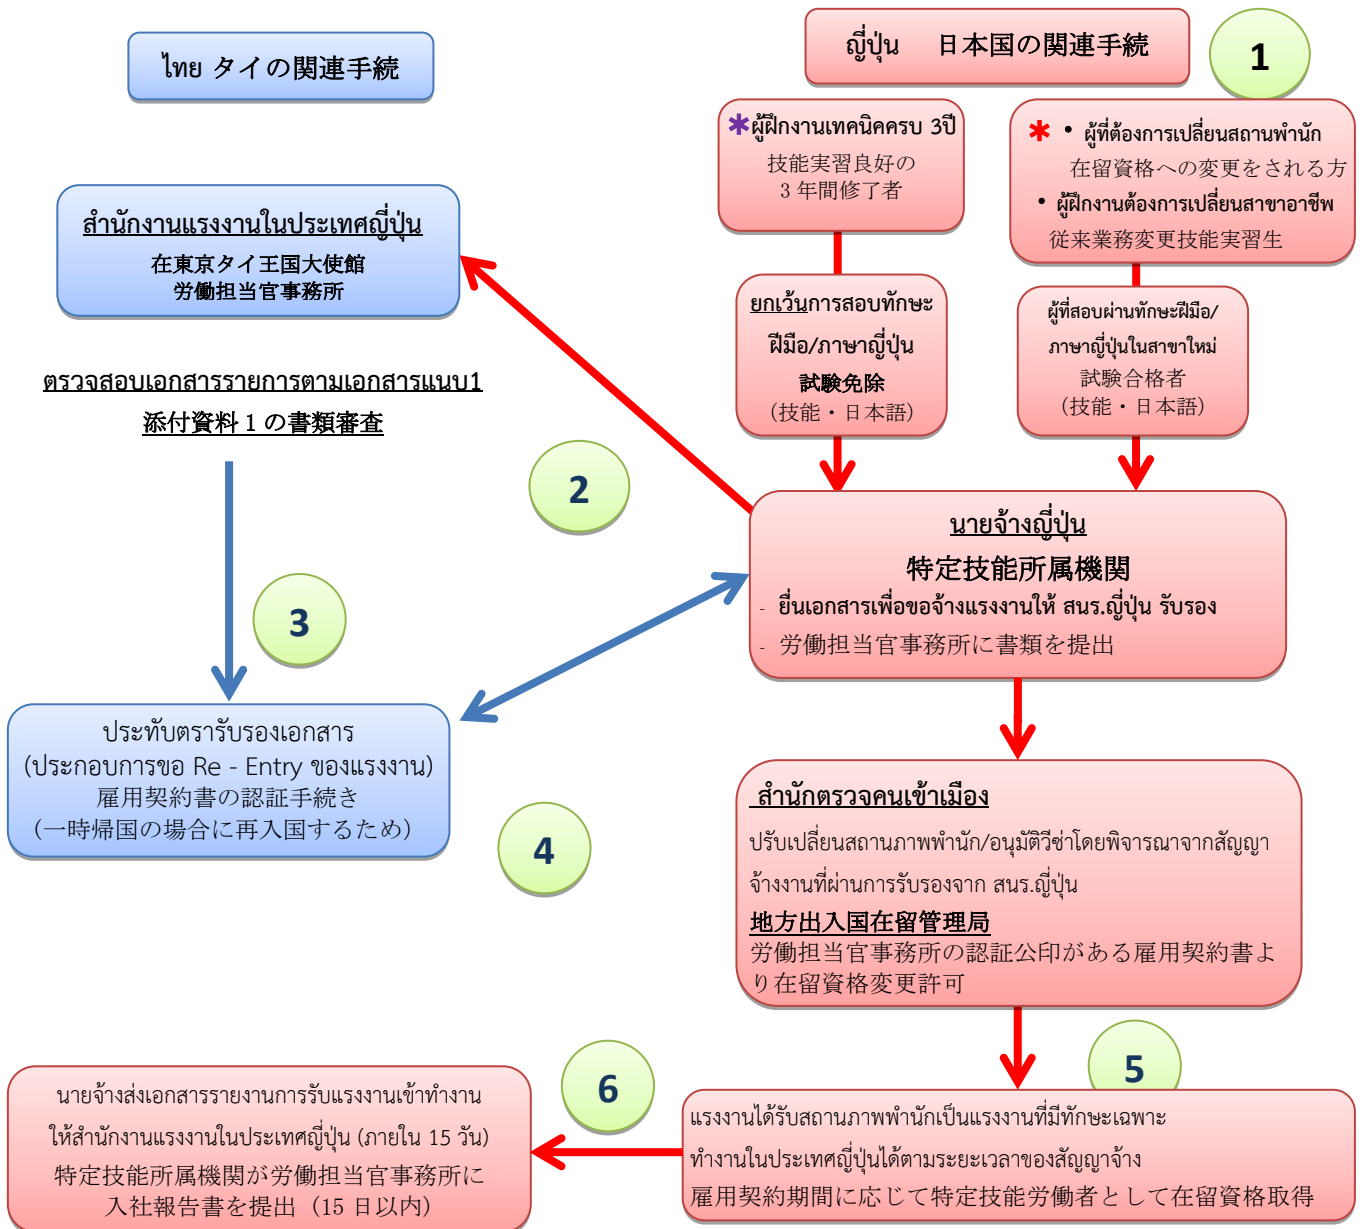 ไทย タイの関連手続
ญี่ปุ่น 日本国の関連手続
1
*ผู้ฝึกงานเทคนิคครบ 3ปี
技能実習良好の
3 年間修了者
* • ผู้ที่ต้องการเปลี่ยนสถานพำนัก
在留資格への変更をされる方
• ผู้ฝึกงานต้องการเปลี่ยนสาขาอาชีพ
従来業務変更技能実習生
สำนักงานแรงงานในประเทศญี่ปุ่น
在東京タイ王国大使館
労働担当官事務所
ยกเว้นการสอบทักษะ
ฝีมือ/ภาษาญี่ปุ่น
試験免除
（技能・日本語）
ผู้ที่สอบผ่านทักษะฝีมือ/
ภาษาญี่ปุ่นในสาขาใหม่
試験合格者
（技能・日本語）
ตรวจสอบเอกสารรายการตามเอกสารแนบ1
添付資料 1 の書類審査
2
นายจ้างญี่ปุ่น
特定技能所属機関
- ยื่นเอกสารเพื่อขอจ้างแรงงานให้ สนร.ญี่ปุ่น รับรอง
- 労働担当官事務所に書類を提出
3
ประทับตรารับรองเอกสาร
(ประกอบการขอ Re - Entry ของแรงงาน)
雇用契約書の認証手続き
（一時帰国の場合に再入国するため）
4
สำนักตรวจคนเข้าเมือง
ปรับเปลี่ยนสถานภาพพำนัก/อนุมัติวีซ่าโดยพิจารณาจากสัญญา
จ้างงานที่ผ่านการรับรองจาก สนร.ญี่ปุ่น
地方出入国在留管理局
労働担当官事務所の認証公印がある雇用契約書よ
り在留資格変更許可
5
แรงงานได้รับสถานภาพพำนักเป็นแรงงานที่มีทักษะเฉพาะ
ทำงานในประเทศญี่ปุ่นได้ตามระยะเวลาของสัญญาจ้าง
雇用契約期間に応じて特定技能労働者として在留資格取得
6
นายจ้างส่งเอกสารรายงานการรับแรงงานเข้าทำงาน
ให้สำนักงานแรงงานในประเทศญี่ปุ่น (ภายใน 15 วัน)
特定技能所属機関が労働担当官事務所に
入社報告書を提出（15 日以内）